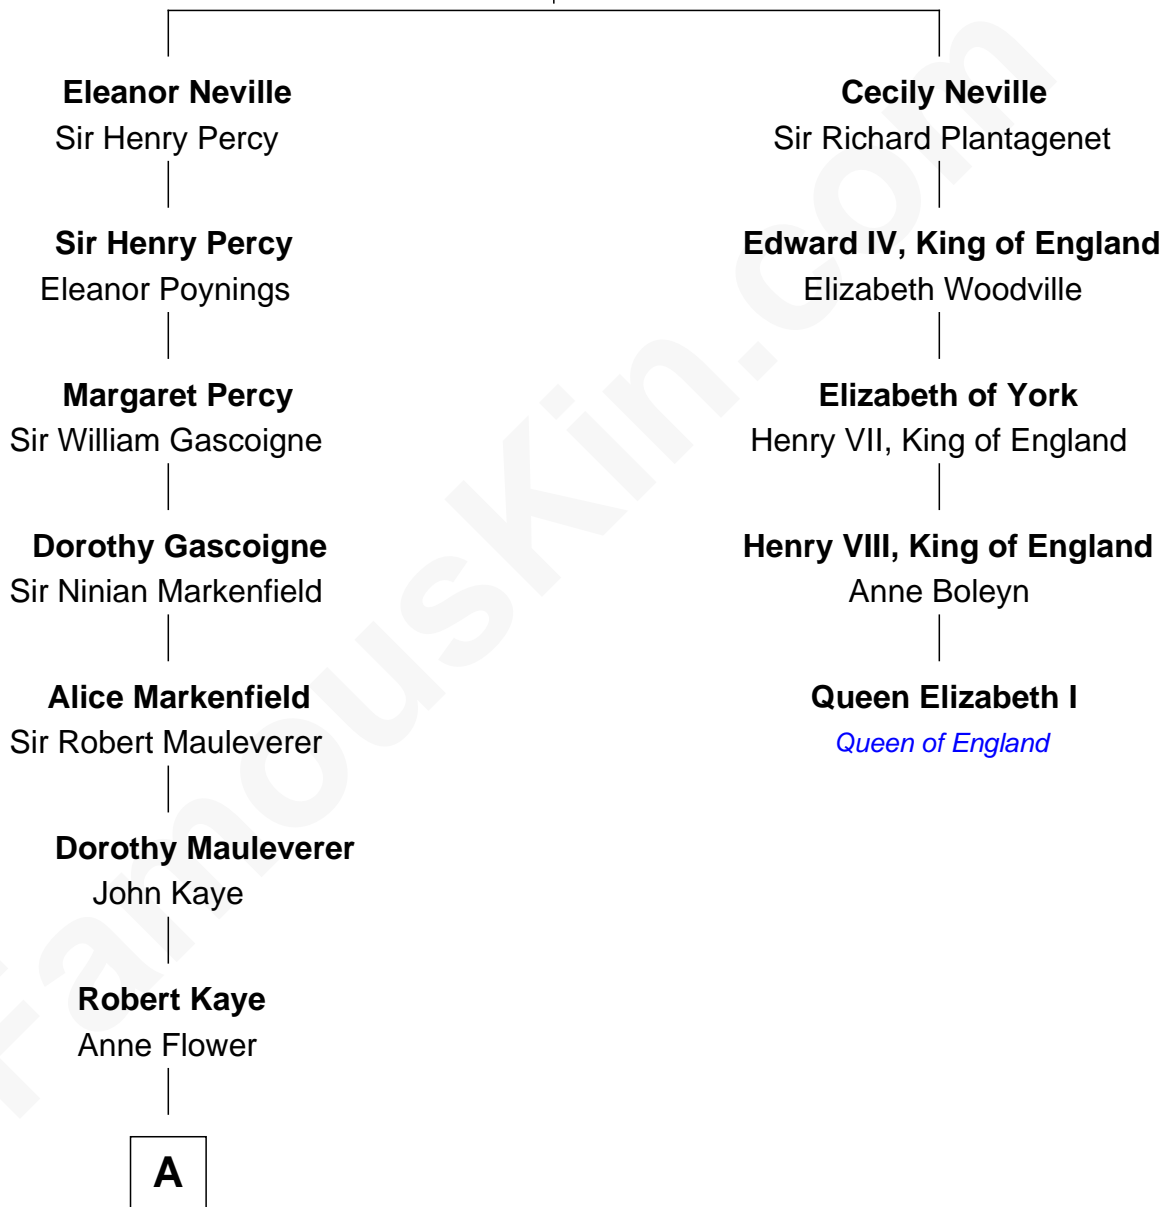 Eleanor Neville
Sir Henry Percy
Sir Henry Percy
Eleanor Poynings
Margaret Percy
Sir William Gascoigne
Dorothy Gascoigne
Sir Ninian Markenfield
Alice Markenfield
Sir Robert Mauleverer
Dorothy Mauleverer
John Kaye
Robert Kaye
Anne Flower
A
Cecily Neville
Sir Richard Plantagenet
Edward IV, King of England
Elizabeth Woodville
Elizabeth of York
Henry VII, King of England
Henry VIII, King of England
Anne Boleyn
Queen Elizabeth I
Queen of England
FamousKin.com